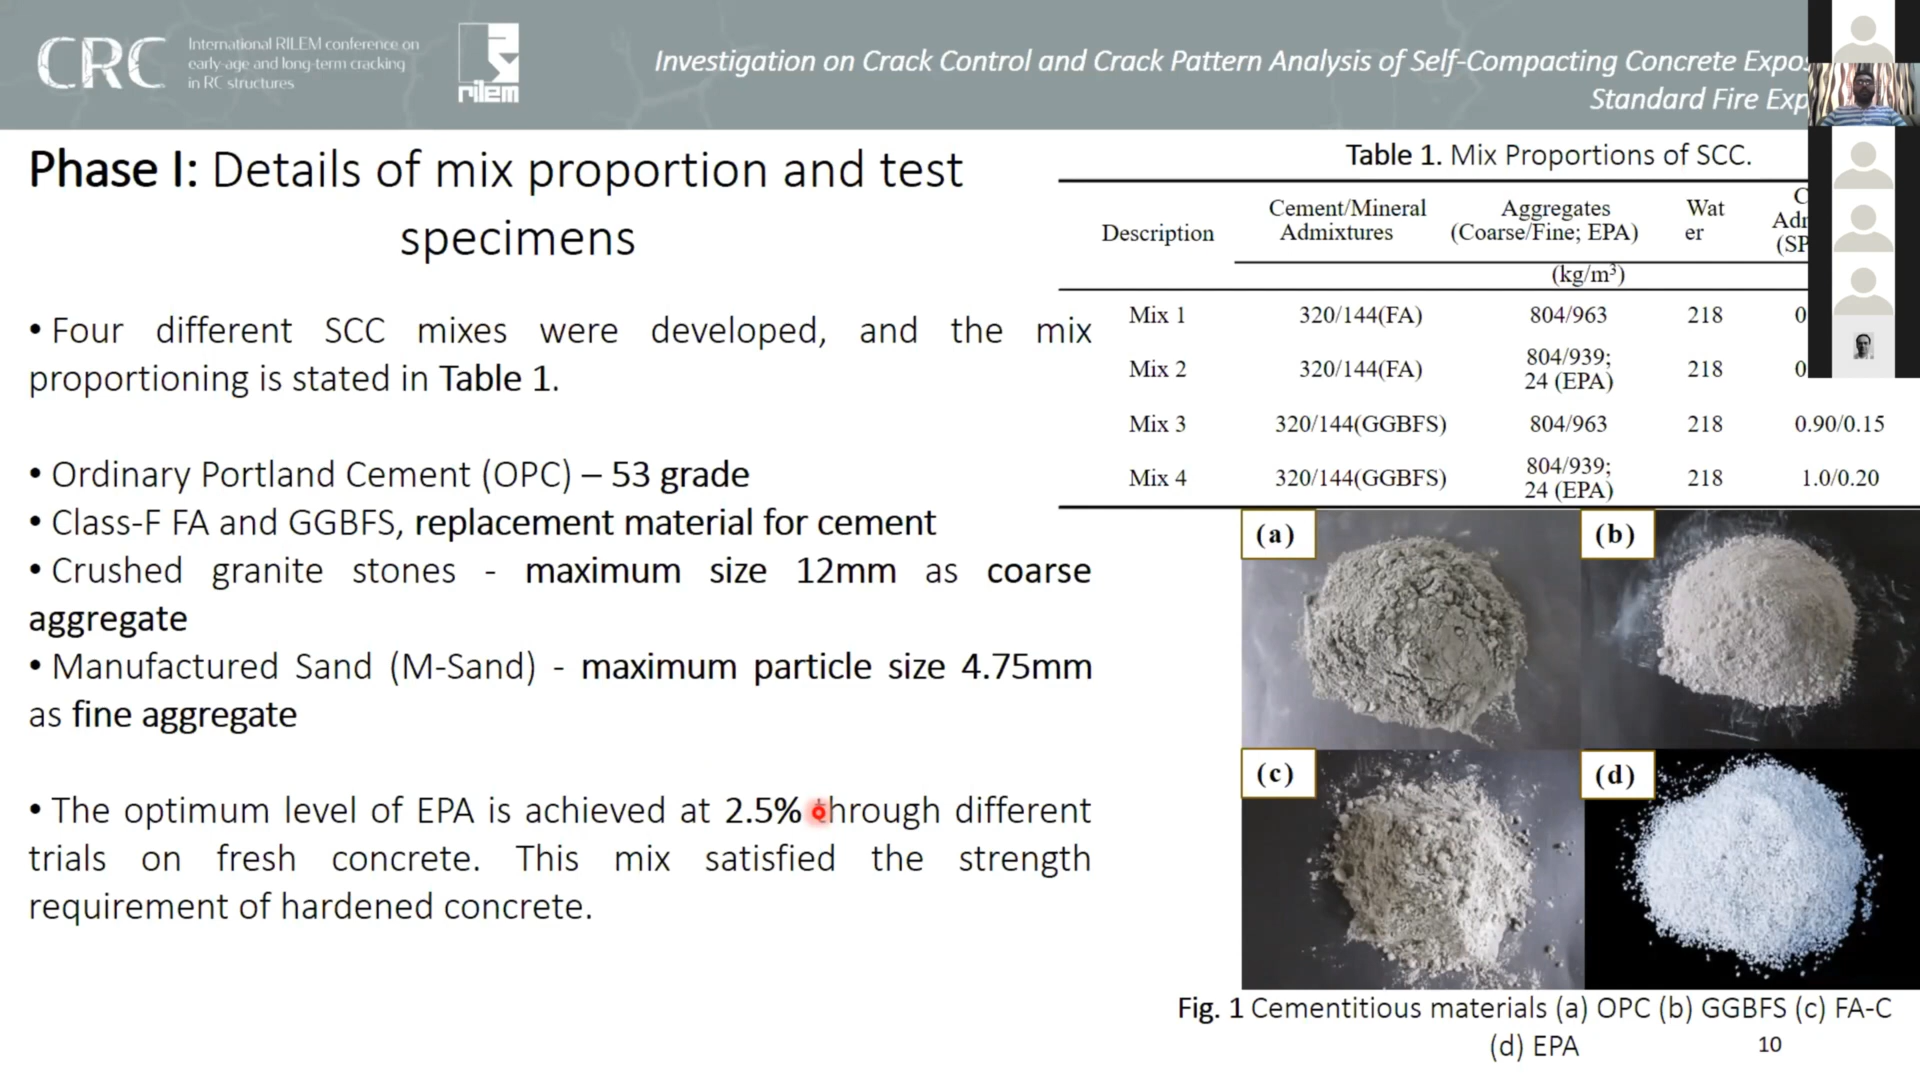 CRC
International RILEM conference on
early-age and long-term cracking
in RC structures
rilem
Investigation on Crack Control and Crack Pattern Analysis of Self-Compacting Concrete
Standard Fire
Phase I: Details of mix proportion and test
specimens
• Four different SCC mixes were developed, and the mix
proportioning is stated in Table 1.
• Ordinary Portland Cement (OPC) – 53 grade
• Class-F FA and GGBFS, replacement material for cement
• Crushed granite stones - maximum size 12mm as coarse
aggregate
• Manufactured Sand (M-Sand) - maximum particle size 4.75mm
as fine aggregate
• The optimum level of EPA is achieved at 2.5% through different
trials on fresh concrete. This mix satisfied the strength
requirement of hardened concrete.
Table 1. Mix Proportions of SCC.
Description
Cement/Mineral
Admixtures
Aggregates
(Coarse/Fine; EPA)
Wat
er
(kg/m³)
Mix 1 320/144(FA) 804/963 218
Mix 2 320/144(FA) 804/939; 24 (EPA) 218
Mix 3 320/144(GGBFS) 804/963 218 0.90/0.15
Mix 4 320/144(GGBFS) 804/939; 24 (EPA) 218 1.0/0.20
(a)
(b)
(c)
(d)
Fig. 1 Cementitious materials (a) OPC (b) GGBFS (c) FA-C
(d) EPA
10